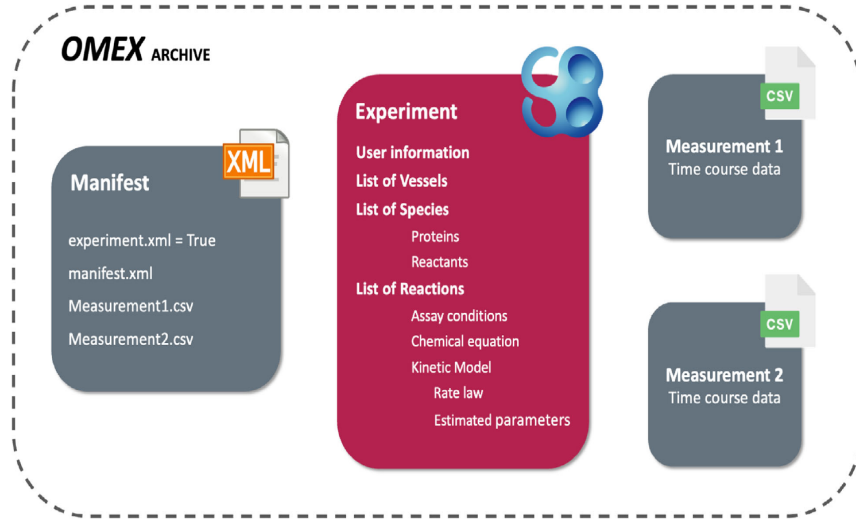 OMEX ARCHIVE
XML
Manifest
experiment.xml = True
manifest.xml
Measurement1.csv
Measurement2.csv
Experiment
User information
List of Vessels
List of Species
Proteins
Reactants
List of Reactions
Assay conditions
Chemical equation
Kinetic Model
Rate law
Estimated parameters
CSV
Measurement 1
Time course data
CSV
Measurement 2
Time course data